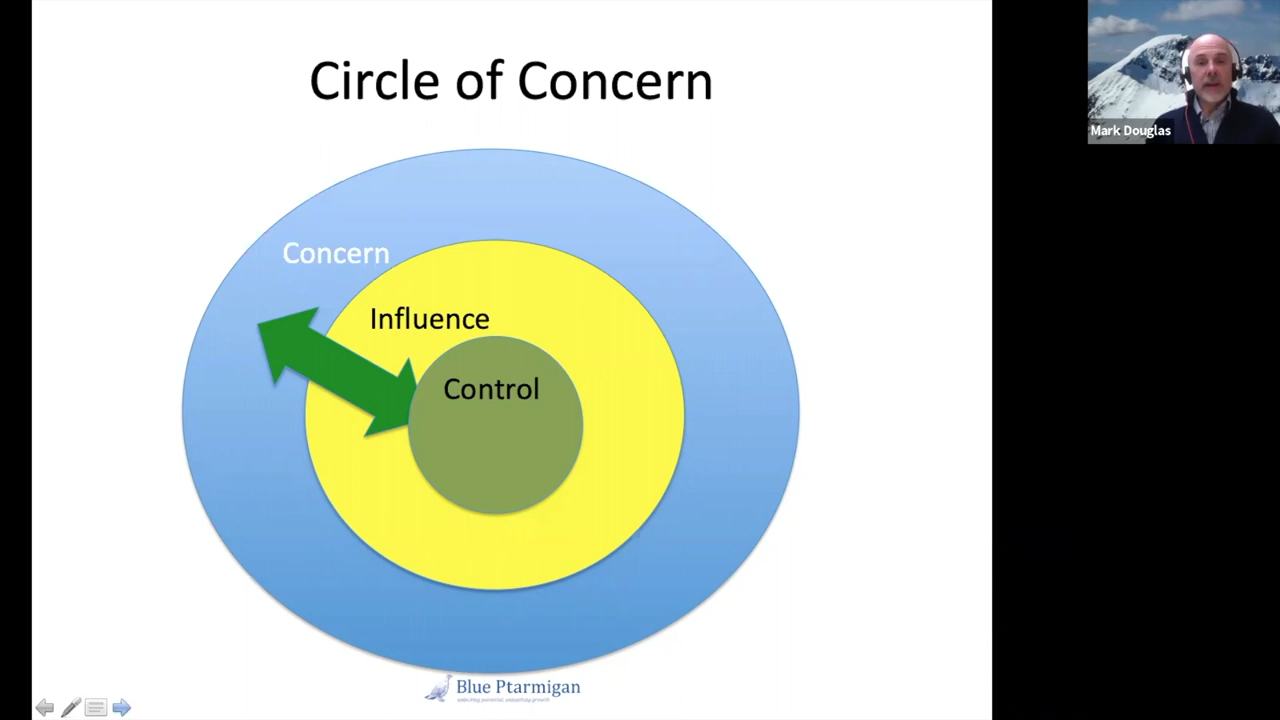 Circle of Concern
Mark Douglas
Concern
Influence
Control
Blue Ptarmigan